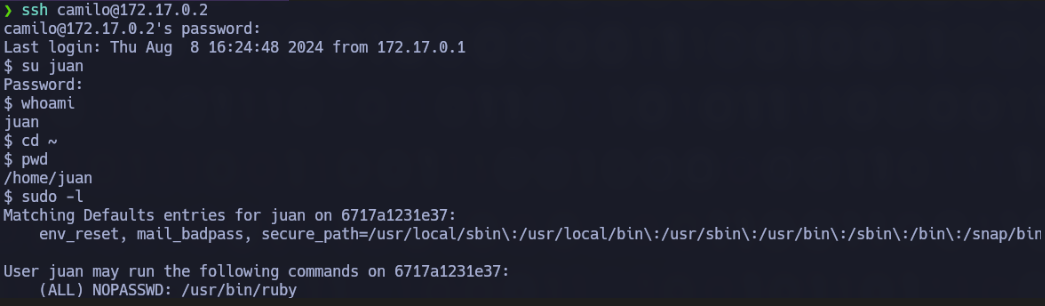 ❯ ssh camilo@172.17.0.2
camilo@172.17.0.2's password:
Last login: Thu Aug  8 16:24:48 2024 from 172.17.0.1
$ su juan
Password:
$ whoami
juan
$ cd ~
$ pwd
/home/juan
$ sudo -l
Matching Defaults entries for juan on 6717a1231e37:
    env_reset, mail_badpass, secure_path=/usr/local/sbin\:/usr/local/bin\:/usr/sbin\:/usr/bin\:/sbin\:/bin\:/snap/bin
User juan may run the following commands on 6717a1231e37:
    (ALL) NOPASSWD: /usr/bin/ruby